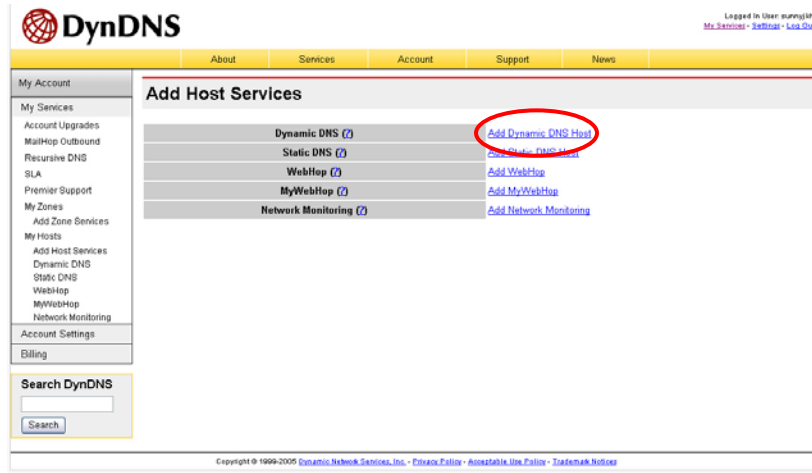 DynDNS
Logged In User:
My Services - Settings - Log Ou
About Services Account Support News
My Account
My Services
Account Upgrades
MailHop Outbound
Recursive DNS
SLA
Premier Support
My Zones
Add Zone Services
My Hosts
Add Host Services
Dynamic DNS
Static DNS
WebHop
MyWebHop
Network Monitoring
Account Settings
Billing
Search DynDNS
Search
Add Host Services
Dynamic DNS (?) Add Dynamic DNS Host
Static DNS (?) Add Static DNS Host
WebHop (?) Add WebHop
MyWebHop (?) Add MyWebHop
Network Monitoring (?) Add Network Monitoring
Copyright © 1999-2005 Dynamic Network Services, Inc. - Privacy Policy - Acceptable Use Policy - Trademark Notices